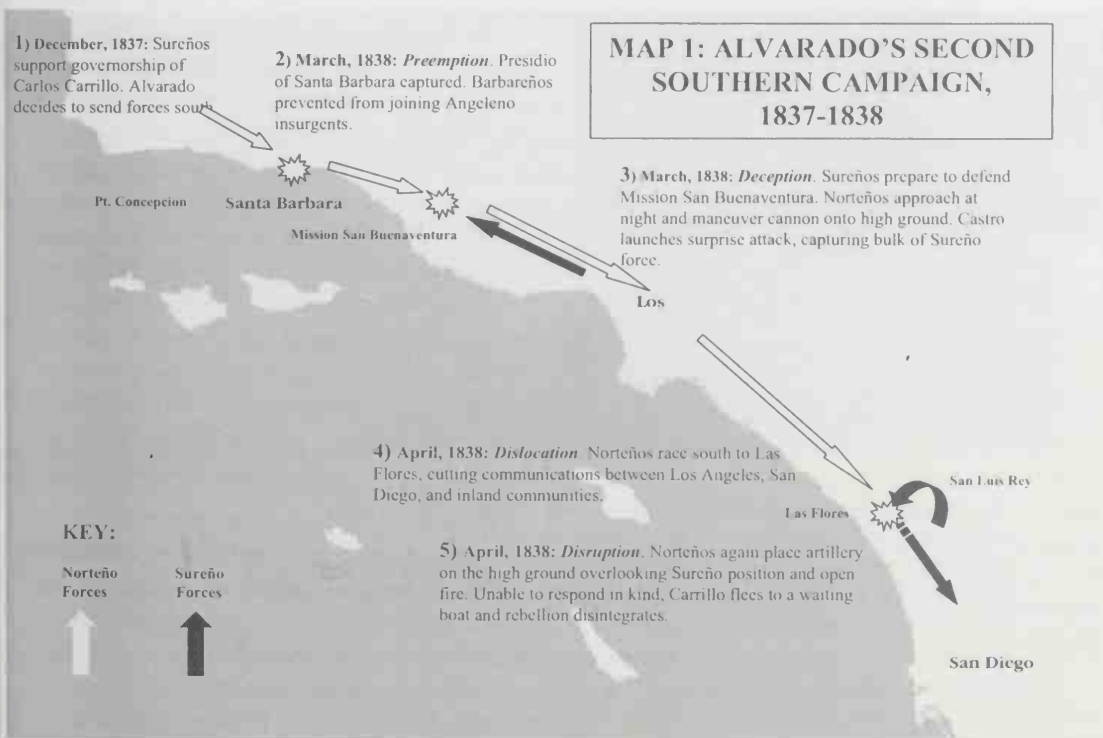 MAP 1: ALVARADO'S SECOND
SOUTHERN CAMPAIGN,
1837-1838
1) December, 1837: Sureños
support governorship of
Carlos Carrillo. Alvarado
decides to send forces south
2) March, 1838: Preemption. Presidio
of Santa Barbara captured. Barbareños
prevented from joining Angeleno
insurgents.
3) March, 1838: Deception. Sureños prepare to defend
Mission San Buenaventura. Norteños approach at
night and maneuver cannon onto high ground. Castro
launches surprise attack, capturing bulk of Sureño
force.
Pt. Concepcion
Santa Barbara
Mission San Buenaventura
Los
4) April, 1838: Dislocation. Norteños race south to Las
Flores, cutting communications between Los Angeles, San
Diego, and inland communities.
San Luis Rey
Las Flores
5) April, 1838: Disruption. Norteños again place artillery
on the high ground overlooking Sureño position and open
fire. Unable to respond in kind, Carrillo flees to a waiting
boat and rebellion disintegrates.
San Diego
KEY:
Norteño
Forces
Sureño
Forces